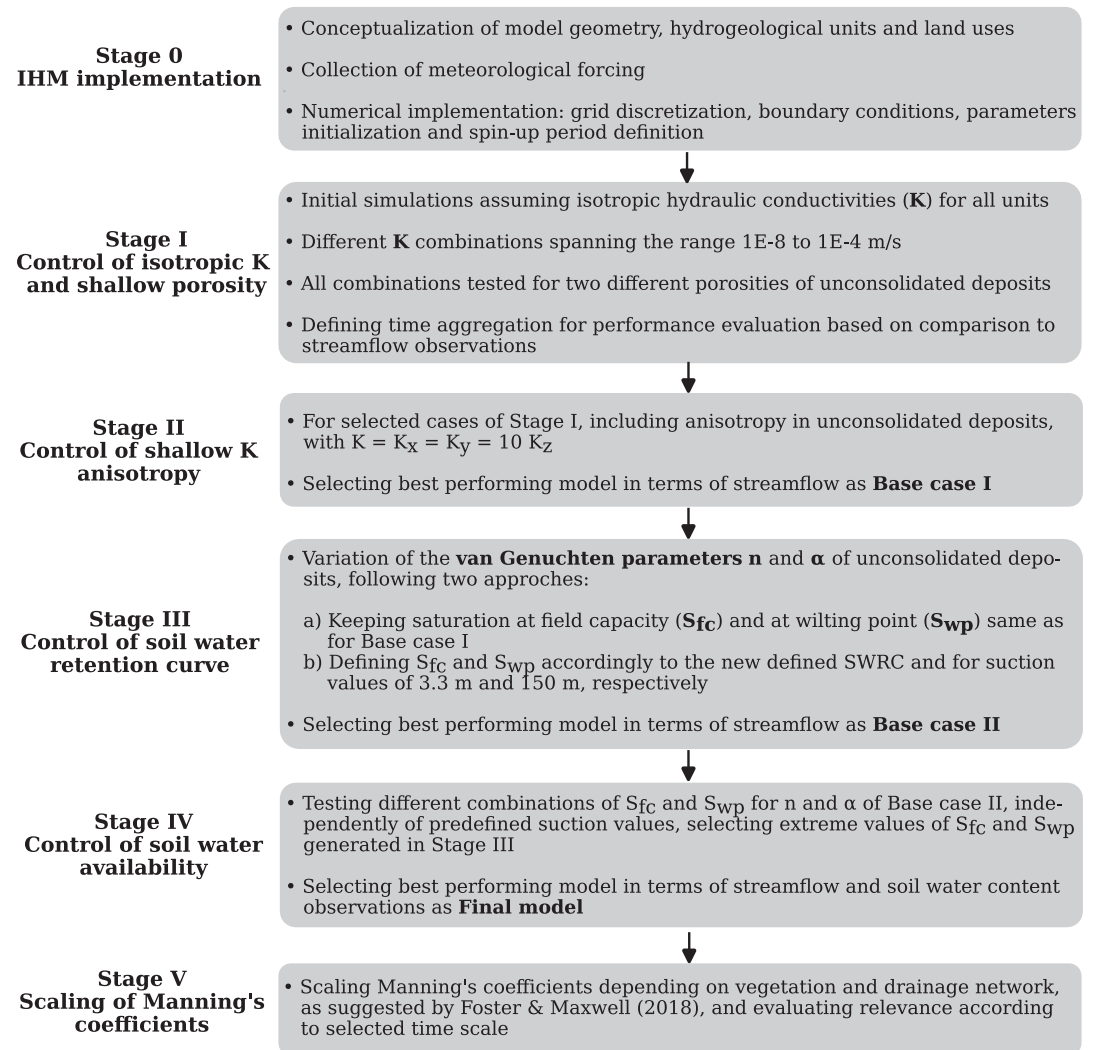 Stage 0
IHM implementation
• Conceptualization of model geometry, hydrogeological units and land uses
• Collection of meteorological forcing
• Numerical implementation: grid discretization, boundary conditions, parameters
initialization and spin-up period definition
Stage I
Control of isotropic K
and shallow porosity
• Initial simulations assuming isotropic hydraulic conductivities (K) for all units
• Different K combinations spanning the range 1E-8 to 1E-4 m/s
• All combinations tested for two different porosities of unconsolidated deposits
• Defining time aggregation for performance evaluation based on comparison to
streamflow observations
Stage II
Control of shallow K
anisotropy
• For selected cases of Stage I, including anisotropy in unconsolidated deposits,
with K = Kx = Ky = 10 Kz
• Selecting best performing model in terms of streamflow as Base case I
Stage III
Control of soil water
retention curve
• Variation of the van Genuchten parameters n and α of unconsolidated depo-
sits, following two approches:
a) Keeping saturation at field capacity (Sfc) and at wilting point (Swp) same as
for Base case I
b) Defining Sfc and Swp accordingly to the new defined SWRC and for suction
values of 3.3 m and 150 m, respectively
• Selecting best performing model in terms of streamflow as Base case II
Stage IV
Control of soil water
availability
• Testing different combinations of Sfc and Swp for n and α of Base case II, inde-
pendently of predefined suction values, selecting extreme values of Sfc and Swp
generated in Stage III
• Selecting best performing model in terms of streamflow and soil water content
observations as Final model
Stage V
Scaling of Manning's
coefficients
• Scaling Manning's coefficients depending on vegetation and drainage network,
as suggested by Foster & Maxwell (2018), and evaluating relevance according
to selected time scale